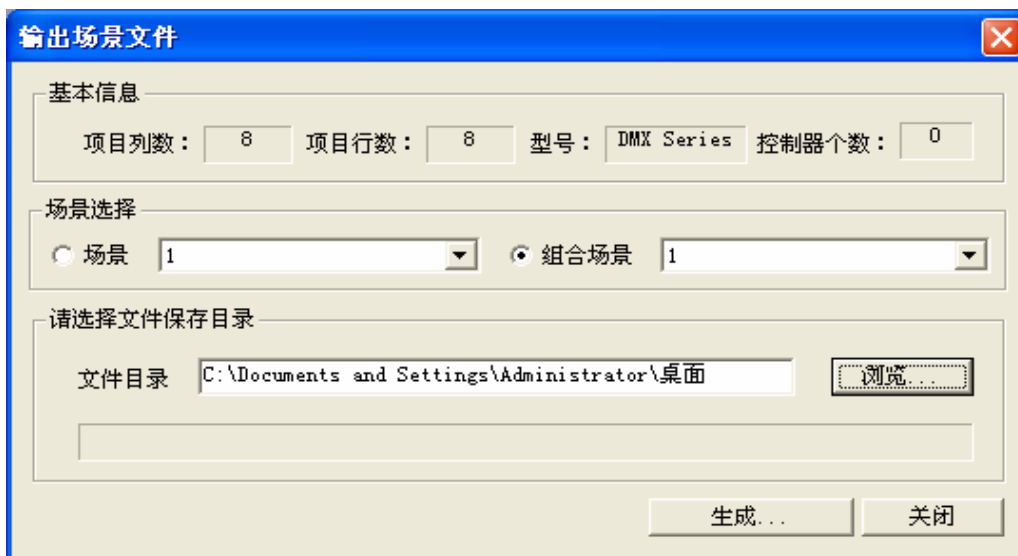 输出场景文件
基本信息
项目列数： 8 项目行数： 8 型号： DMX Series 控制器个数： 0
场景选择
场景 1 组合场景 1
请选择文件保存目录
文件目录 C:\Documents and Settings\Administrator\桌面 浏览...
生成... 关闭